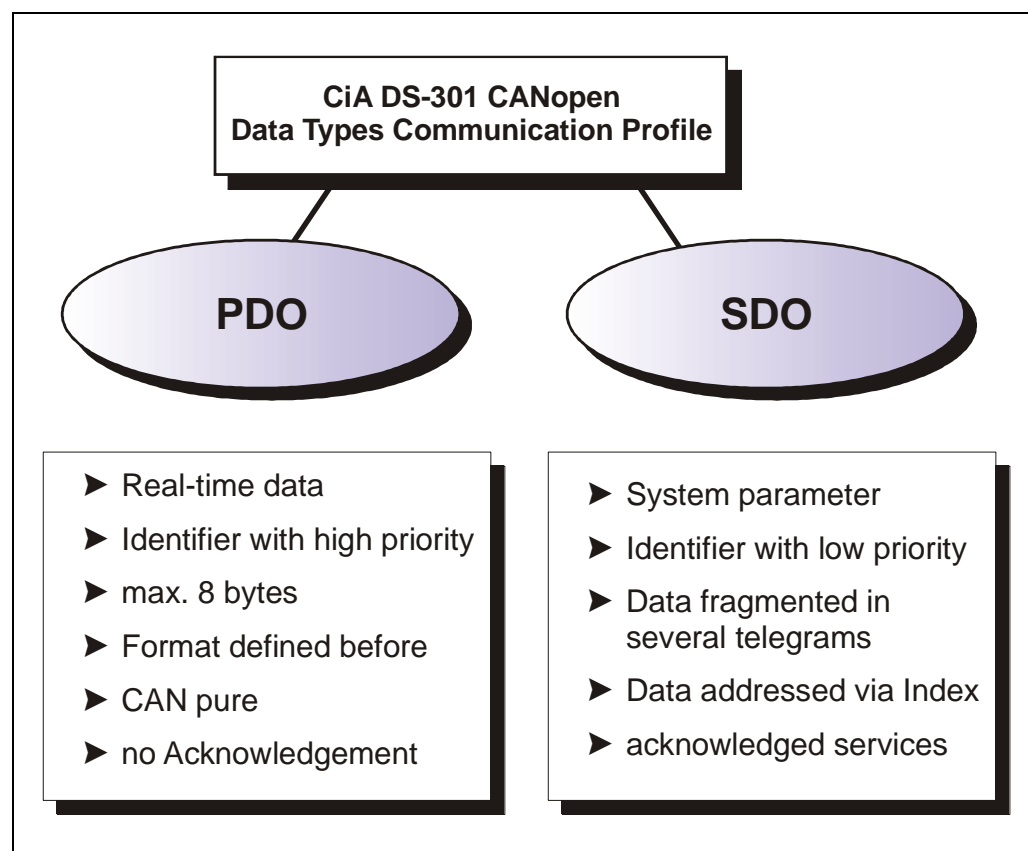 CiA DS-301 CANopen
Data Types Communication Profile
PDO
SDO
➤ Real-time data
➤ Identifier with high priority
➤ max. 8 bytes
➤ Format defined before
➤ CAN pure
➤ no Acknowledgement
➤ System parameter
➤ Identifier with low priority
➤ Data fragmented in
several telegrams
➤ Data addressed via Index
➤ acknowledged services